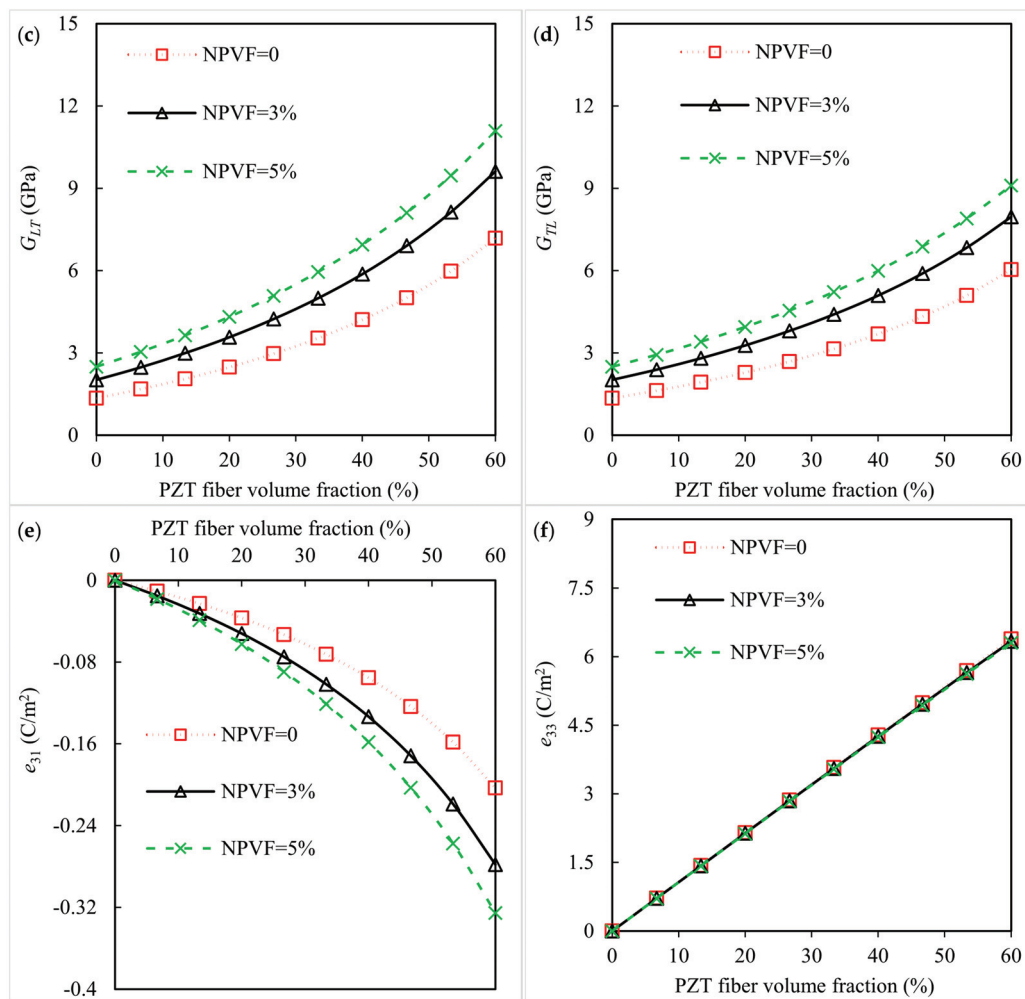 (c)
15
12
9
6
3
0
G_LT (GPa)
NPVF=0
NPVF=3%
NPVF=5%
0 10 20 30 40 50 60
PZT fiber volume fraction (%)
(d)
15
12
9
6
3
0
G_TL (GPa)
NPVF=0
NPVF=3%
NPVF=5%
0 10 20 30 40 50 60
PZT fiber volume fraction (%)
(e)
PZT fiber volume fraction (%)
0 10 20 30 40 50 60
0
-0.08
-0.16
-0.24
-0.32
-0.4
e31 (C/m²)
NPVF=0
NPVF=3%
NPVF=5%
(f)
9
7.5
6
4.5
3
1.5
0
e33 (C/m²)
NPVF=0
NPVF=3%
NPVF=5%
0 10 20 30 40 50 60
PZT fiber volume fraction (%)